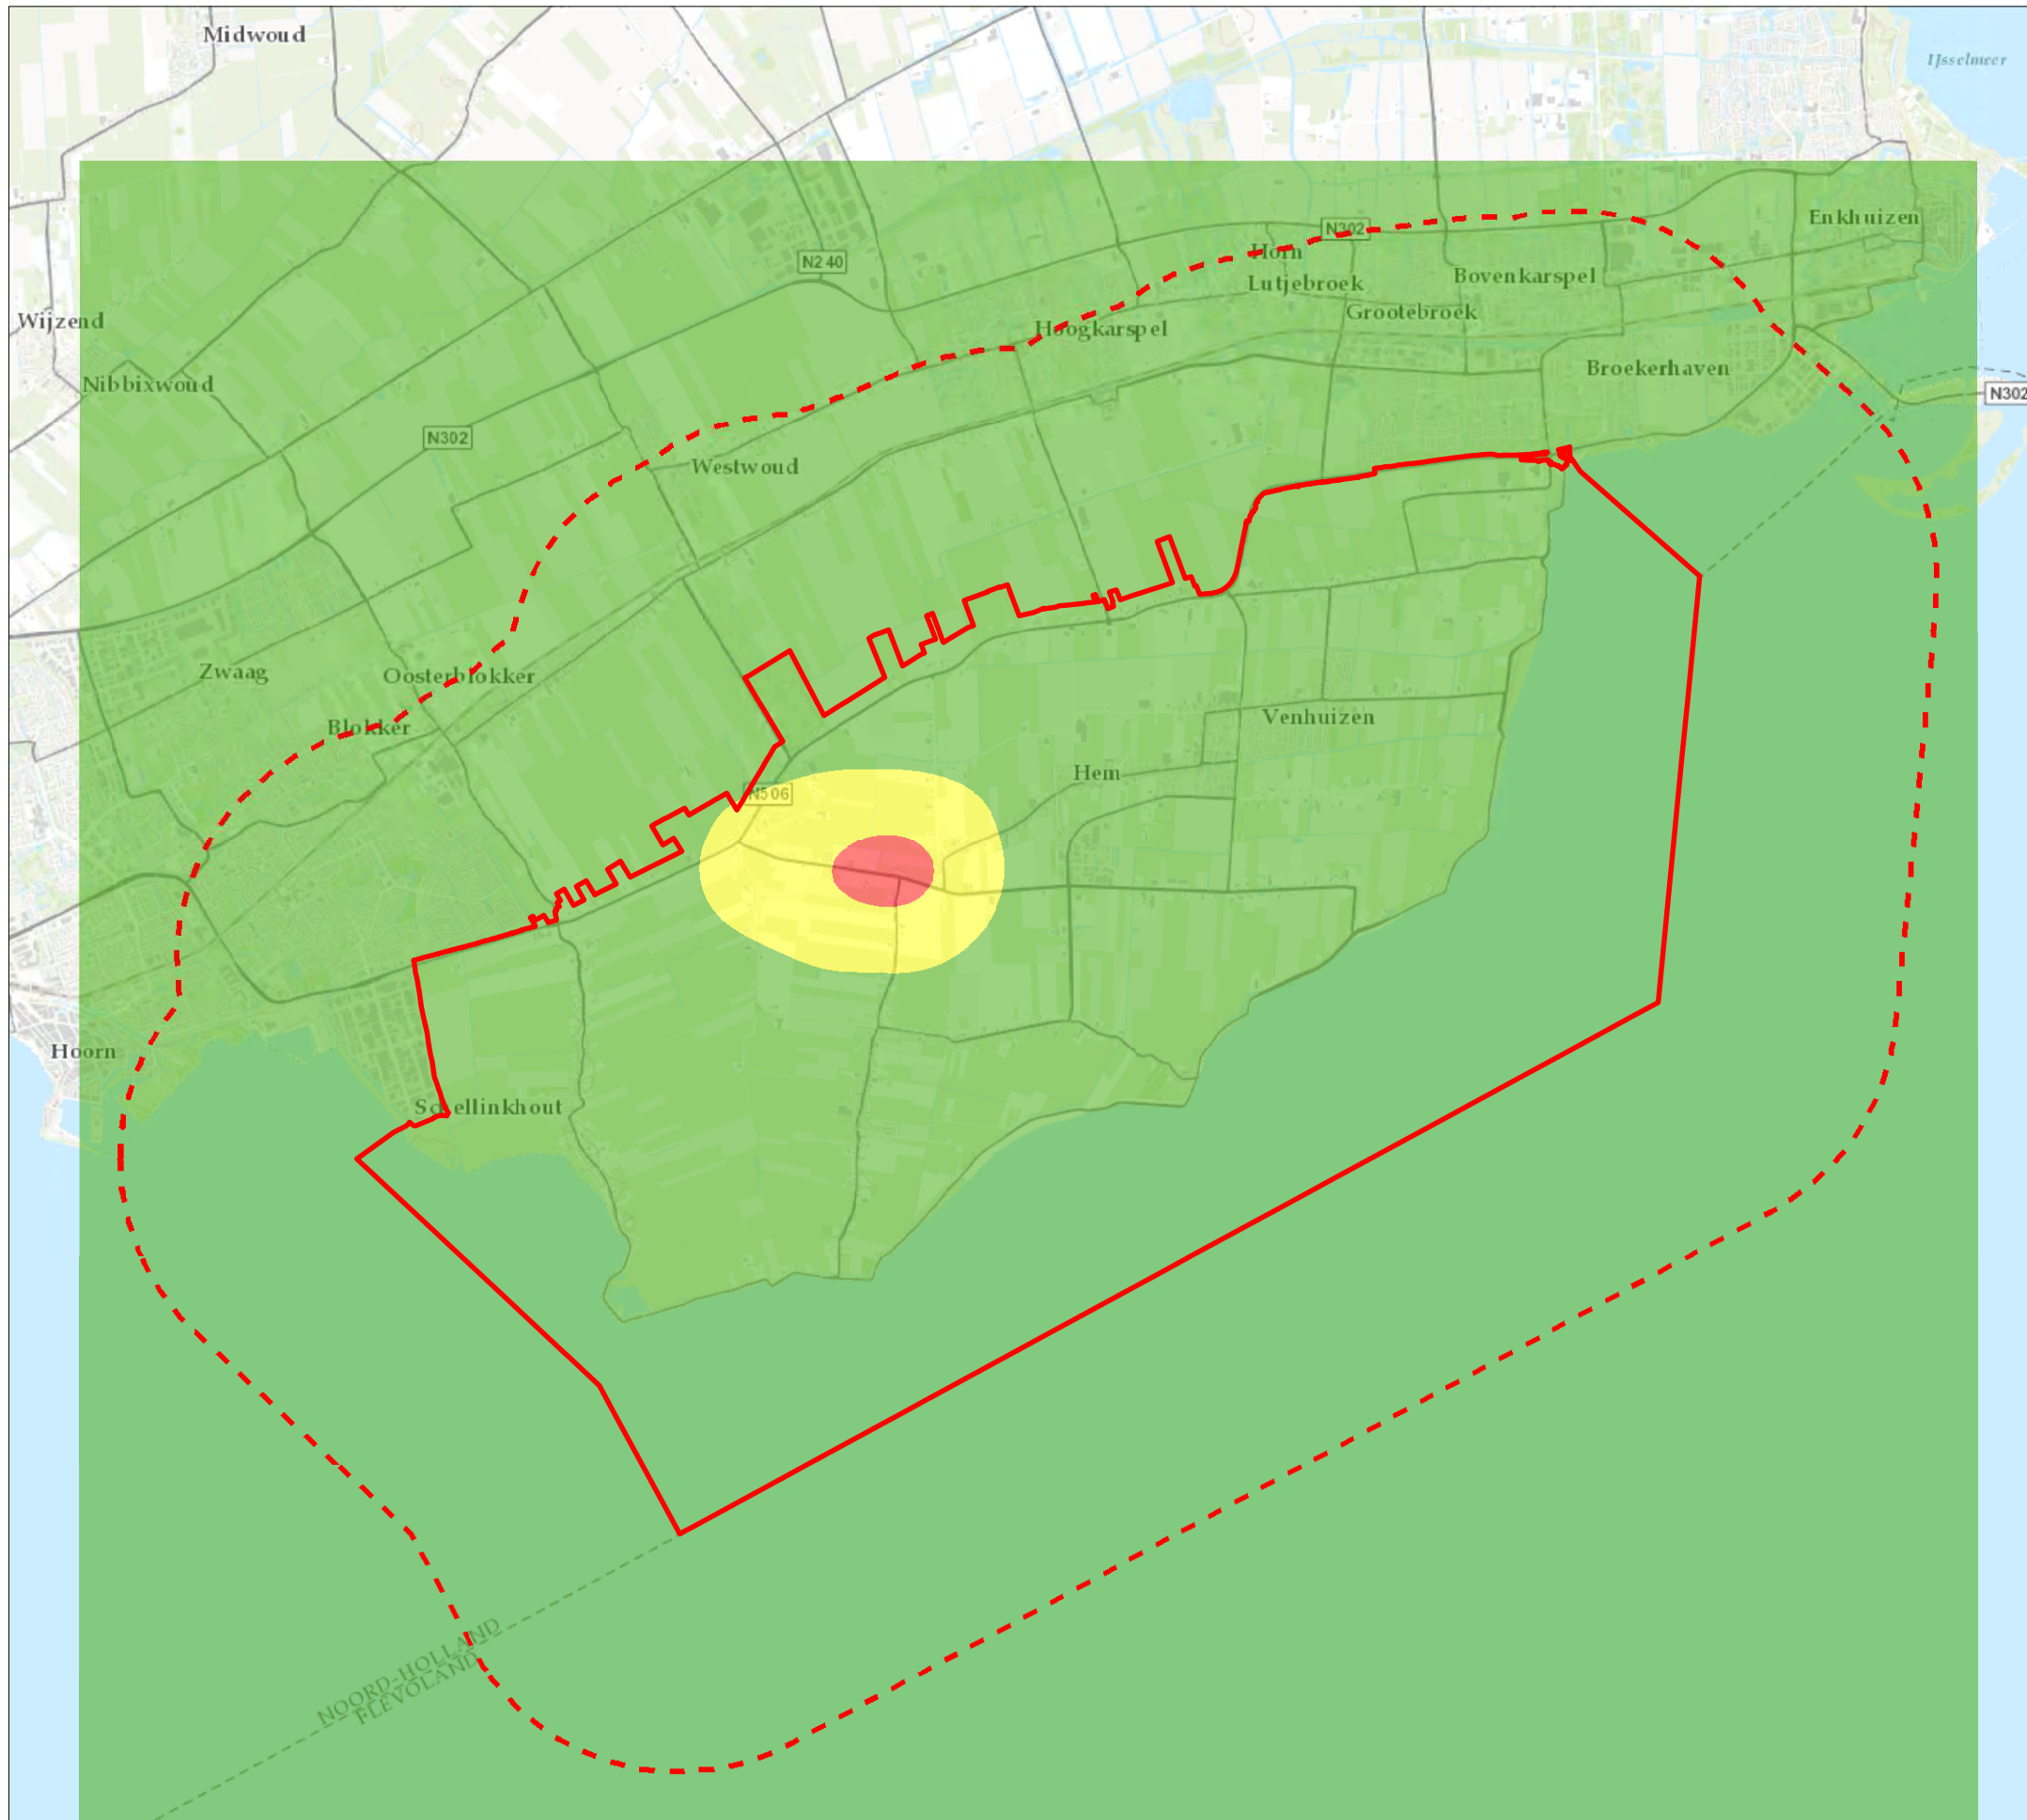 Midwoud
IJsselmeer
Enkhuizen
N302
Horn
N240
Bovenkarspel
Lutjebroek
Grootebroek
Wijzend
Hoogkarspel
Broekerhaven
Nibbixwoud
N302
N302
Westwoud
Zwaag
Oosterblokker
Venhuizen
Blokker
Hem
N506
Hoorn
Schellinkhout
NOORD-HOLLAND
FLEVOLAND